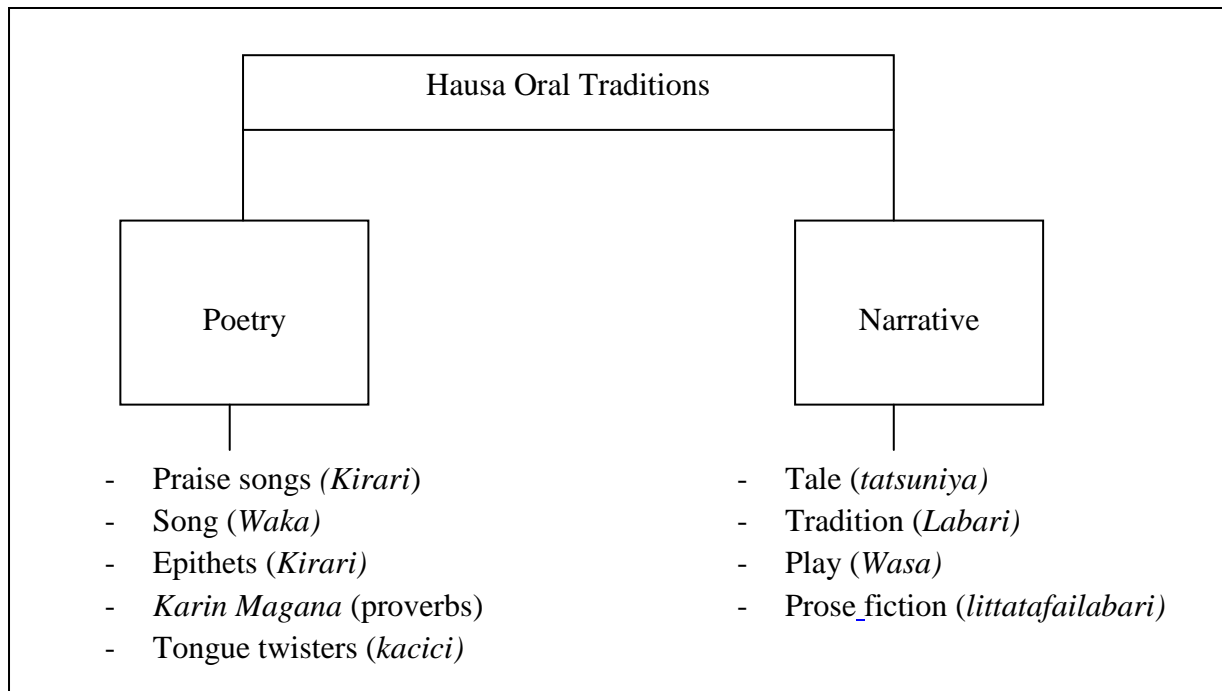 Hausa Oral Traditions
Poetry
Narrative
- Praise songs (Kirari)
- Song (Waka)
- Epithets (Kirari)
- Karin Magana (proverbs)
- Tongue twisters (kacici)
- Tale (tatsuniya)
- Tradition (Labari)
- Play (Wasa)
- Prose fiction (littatafailabari)